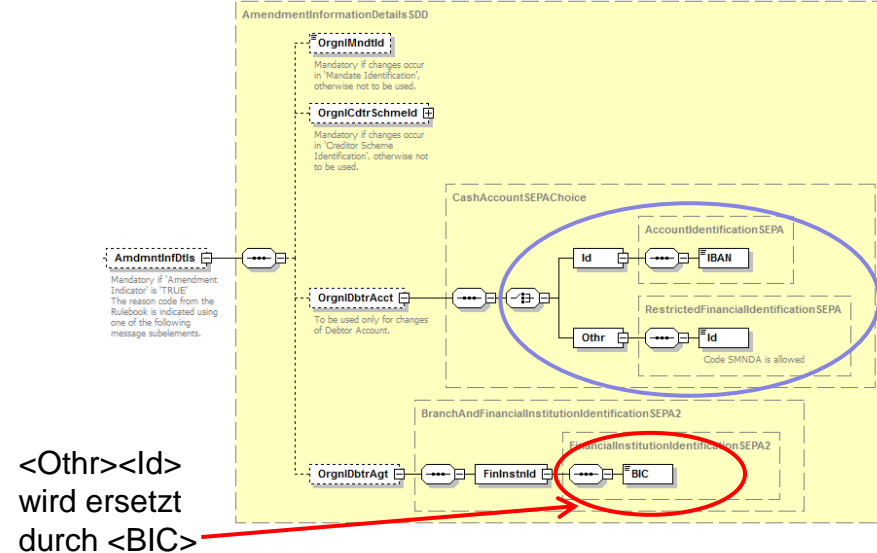 AmendmentInformationDetailsSDD
OrgnlMndtId
Mandatory if changes occur
in 'Mandate Identification',
otherwise not to be used.
OrgnlCdtrSchmeId
Mandatory if changes occur
in 'Creditor Scheme
Identification', otherwise not
to be used.
CashAccountSEPAChoice
AccountIdentificationSEPA
Id
IBAN
AmdmntInfDtls
Mandatory if 'Amendment
Indicator' is 'TRUE'
The reason code from the
Rulebook is indicated using
one of the following
message subelements.
OrgnlDbtrAcct
To be used only for changes
of Debtor Account.
RestrictedFinancialIdentificationSEPA
Othr
Id
Code SMNDA is allowed
BranchAndFinancialInstitutionIdentificationSEPA2
FinancialInstitutionIdentificationSEPA2
OrgnlDbtrAgt
FinInstnId
BIC
<Othr><Id>
wird ersetzt
durch <BIC>